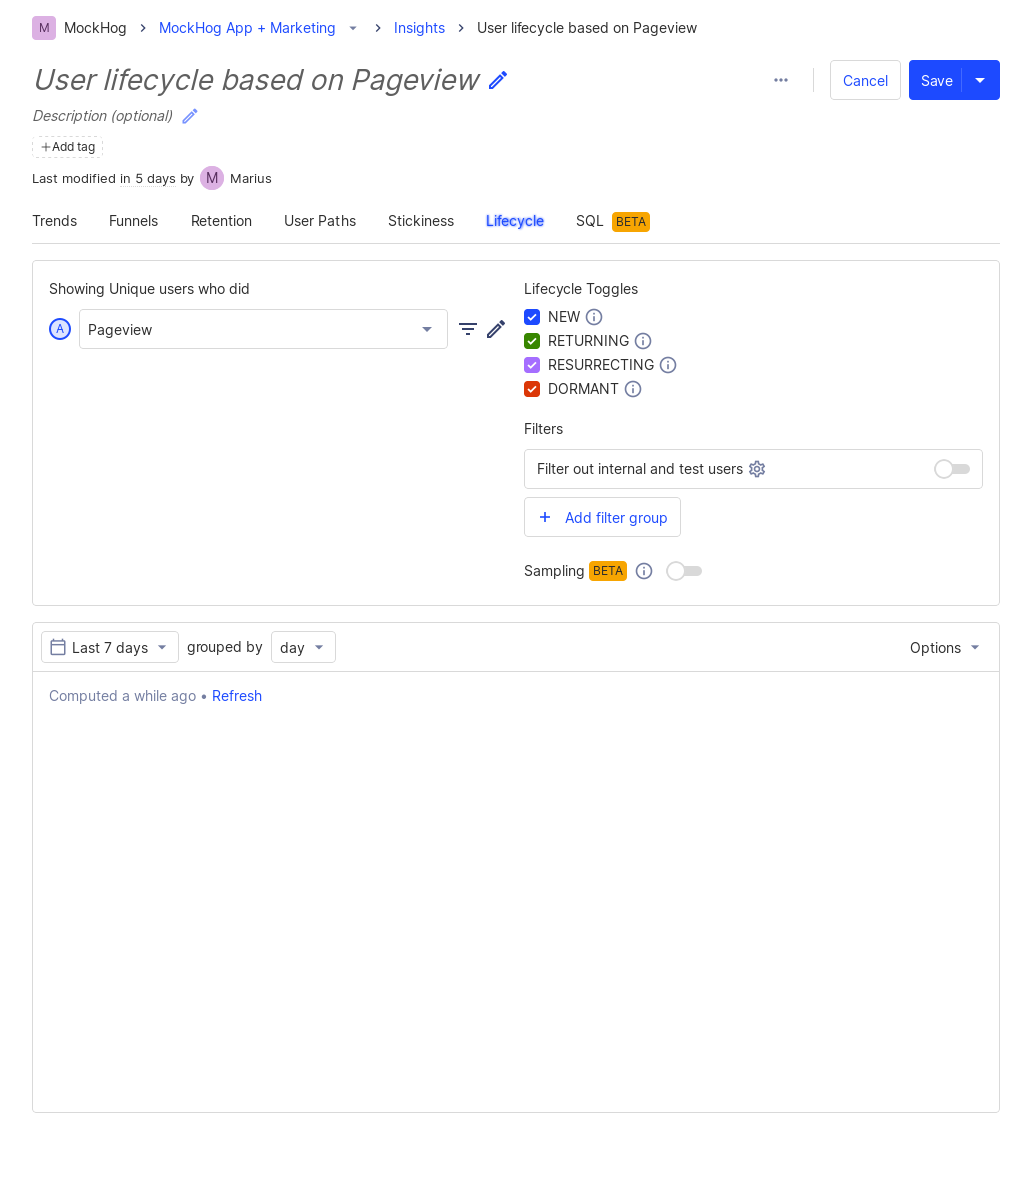 M MockHog MockHog App + Marketing Insights User lifecycle based on Pageview
User lifecycle based on Pageview
Cancel Save
Description (optional)
Add tag
Last modified in 5 days by M Marius
Trends Funnels Retention User Paths Stickiness Lifecycle SQL BETA
Showing Unique users who did
A Pageview
Lifecycle Toggles
NEW
RETURNING
RESURRECTING
DORMANT
Filters
Filter out internal and test users
Add filter group
Sampling BETA
Last 7 days grouped by day Options
Computed a while ago • Refresh